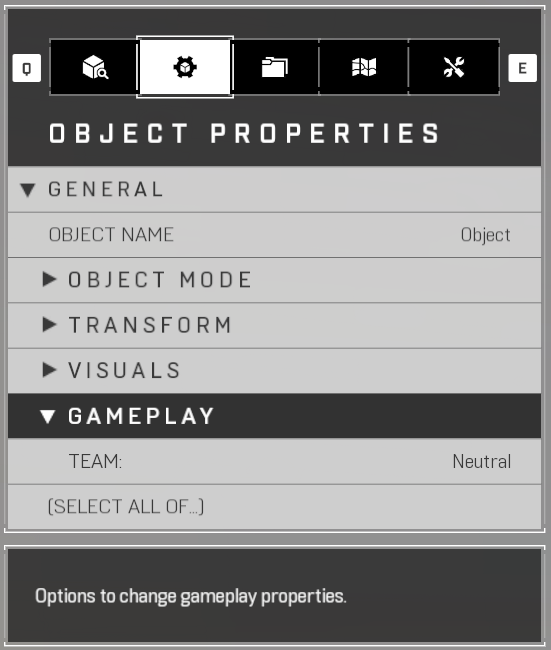 Q
E
OBJECT PROPERTIES
GENERAL
OBJECT NAME Object
OBJECT MODE
TRANSFORM
VISUALS
GAMEPLAY
TEAM: Neutral
(SELECT ALL OF...)
Options to change gameplay properties.